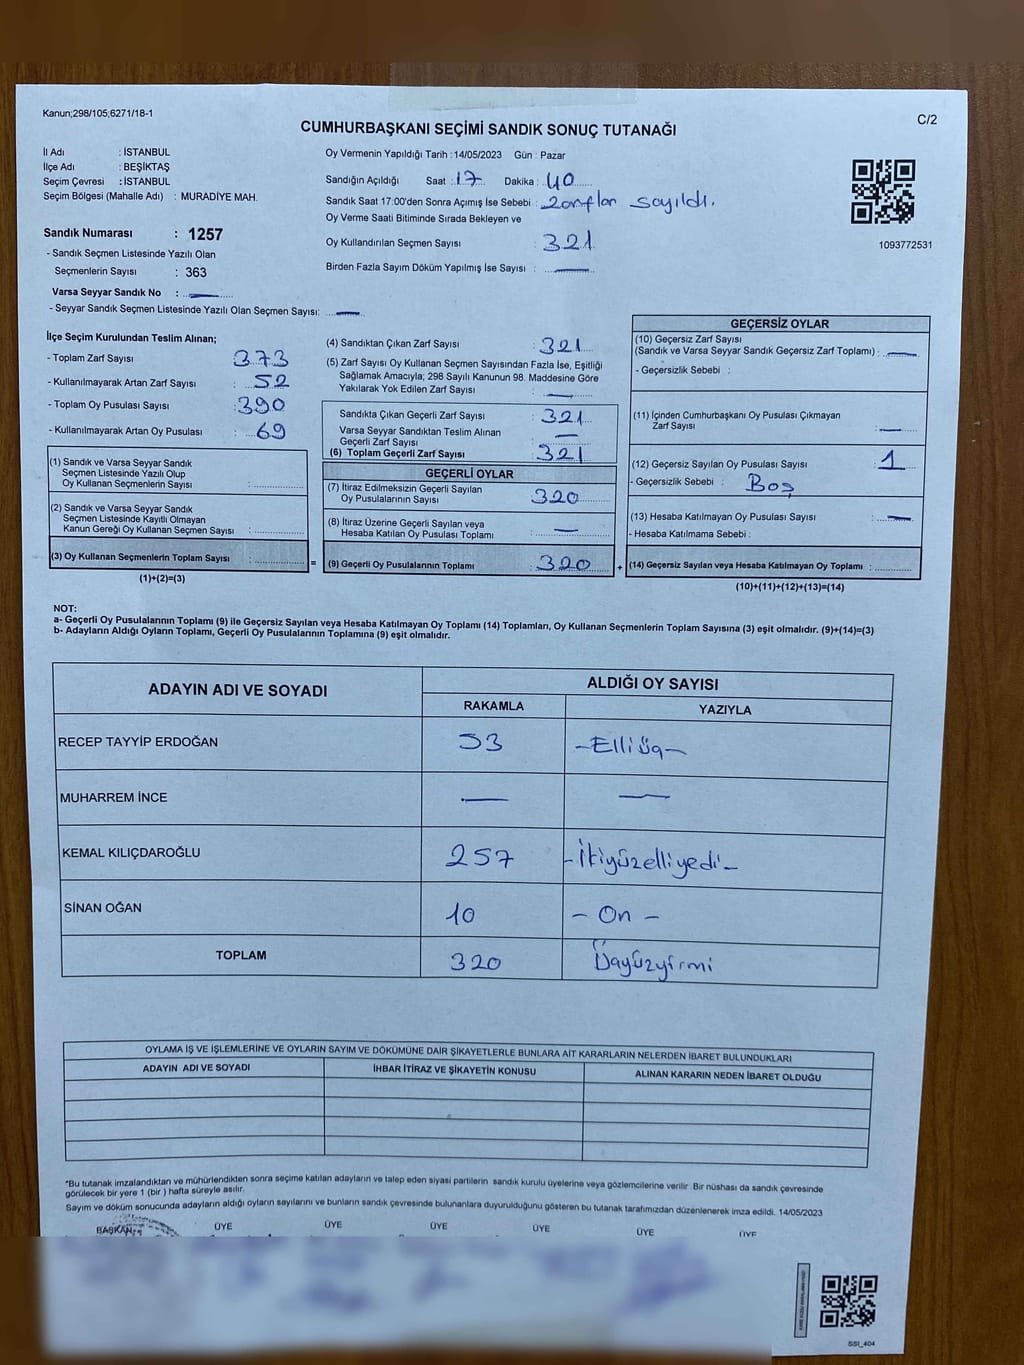 Kanun;298/105;6271/18-1
C/2
CUMHURBAŞKANI SEÇİMİ SANDIK SONUÇ TUTANAĞI
İl Adı : İSTANBUL
İlçe Adı : BEŞİKTAŞ
Seçim Çevresi : İSTANBUL
Seçim Bölgesi (Mahalle Adı) : MURADİYE MAH.
Sandık Numarası : 1257
- Sandık Seçmen Listesinde Yazılı Olan
Seçmenlerin Sayısı : 363
Varsa Seyyar Sandık No :
- Seyyar Sandık Seçmen Listesinde Yazılı Olan Seçmen Sayısı:
Oy Vermenin Yapıldığı Tarih :14/05/2023 Gün : Pazar
Sandığın Açıldığı Saat : 17 Dakika : 40
Sandık Saat 17:00'den Sonra Açımış İse Sebebi : Zarflar sayıldı.
Oy Verme Saati Bitiminde Sırada Bekleyen ve
Oy Kullandırılan Seçmen Sayısı : 321
Birden Fazla Sayım Döküm Yapılmış İse Sayısı :
1093772531
İlçe Seçim Kurulundan Teslim Alınan;
- Toplam Zarf Sayısı : 373
- Kullanılmayarak Artan Zarf Sayısı : 52
- Toplam Oy Pusulası Sayısı : 390
- Kullanılmayarak Artan Oy Pusulası : 69
(1) Sandık ve Varsa Seyyar Sandık
Seçmen Listesinde Yazılı Olup
Oy Kullanan Seçmenlerin Sayısı :
(2) Sandık ve Varsa Seyyar Sandık
Seçmen Listesinde Kayıtlı Olmayan
Kanun Gereği Oy Kullanan Seçmen Sayısı :
(3) Oy Kullanan Seçmenlerin Toplam Sayısı :
(1)+(2)=(3)
=
(4) Sandıktan Çıkan Zarf Sayısı : 321
(5) Zarf Sayısı Oy Kullanan Seçmen Sayısından Fazla İse, Eşitliği
Sağlamak Amacıyla; 298 Sayılı Kanunun 98. Maddesine Göre
Yakılarak Yok Edilen Zarf Sayısı :
Sandıkta Çıkan Geçerli Zarf Sayısı : 321
Varsa Seyyar Sandıktan Teslim Alınan
Geçerli Zarf Sayısı :
(6) Toplam Geçerli Zarf Sayısı : 321
GEÇERLİ OYLAR
(7) İtiraz Edilmeksizin Geçerli Sayılan
Oy Pusulalarının Sayısı : 320
(8) İtiraz Üzerine Geçerli Sayılan veya
Hesaba Katılan Oy Pusulası Toplamı :
(9) Geçerli Oy Pusulalarının Toplamı : 320
+
GEÇERSİZ OYLAR
(10) Geçersiz Zarf Sayısı
(Sandık ve Varsa Seyyar Sandık Geçersiz Zarf Toplamı) :
- Geçersizlik Sebebi :
(11) İçinden Cumhurbaşkanı Oy Pusulası Çıkmayan
Zarf Sayısı :
(12) Geçersiz Sayılan Oy Pusulası Sayısı : 1
- Geçersizlik Sebebi : Boş
(13) Hesaba Katılmayan Oy Pusulası Sayısı :
- Hesaba Katılmama Sebebi :
(14) Geçersiz Sayılan veya Hesaba Katılmayan Oy Toplamı :
(10)+(11)+(12)+(13)=(14)
NOT:
a- Geçerli Oy Pusulalarının Toplamı (9) ile Geçersiz Sayılan veya Hesaba Katılmayan Oy Toplamı (14) Toplamları, Oy Kullanan Seçmenlerin Toplam Sayısına (3) eşit olmalıdır. (9)+(14)=(3)
b- Adayların Aldığı Oyların Toplamı, Geçerli Oy Pusulalarının Toplamına (9) eşit olmalıdır.
ADAYIN ADI VE SOYADI
ALDIĞI OY SAYISI
RAKAMLA YAZIYLA
RECEP TAYYİP ERDOĞAN 53 -Elliüç-
MUHARREM İNCE
KEMAL KILIÇDAROĞLU 257 -İkiyüzelliyedi-
SİNAN OĞAN 10 - On -
TOPLAM 320 Üçyüzyirmi
OYLAMA İŞ VE İŞLEMLERİNE VE OYLARIN SAYIM VE DÖKÜMÜNE DAİR ŞİKAYETLERLE BUNLARA AİT KARARLARIN NELERDEN İBARET BULUNDUKLARI
ADAYIN ADI VE SOYADI İHBAR İTİRAZ VE ŞİKAYETİN KONUSU ALINAN KARARIN NEDEN İBARET OLDUĞU
*Bu tutanak imzalandıktan ve mühürlendikten sonra seçime katılan adayların ve talep eden siyasi partilerin sandık kurulu üyelerine veya gözlemcilerine verilir. Bir nüshası da sandık çevresinde
görülecek bir yere 1 (bir ) hafta süreyle asılır.
Sayım ve döküm sonucunda adayların aldığı oyların sayılarını ve bunların sandık çevresinde bulunanlara duyurulduğunu gösteren bu tutanak tarafımızdan düzenlenerek imza edildi. 14/05/2023
BAŞKAN ÜYE ÜYE ÜYE ÜYE ÜYE ÜYE
SSI_404